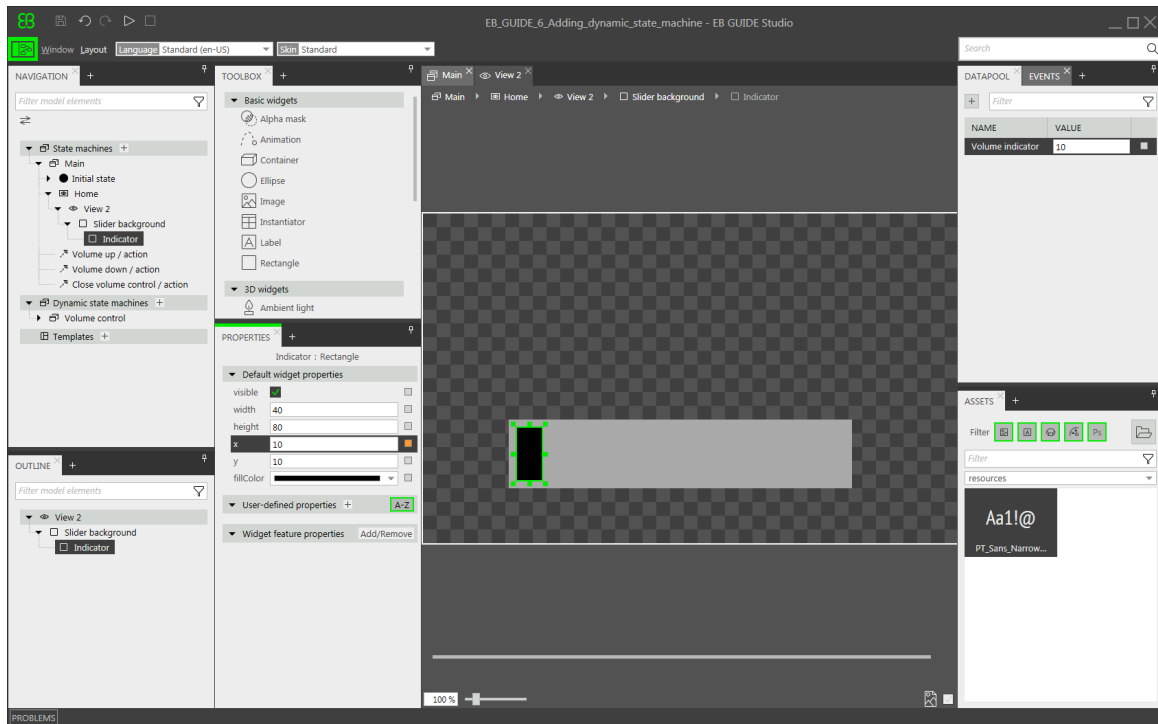 EB
EB_GUIDE_6_Adding_dynamic_state_machine - EB GUIDE Studio
Window Layout Language Standard (en-US) Skin Standard
Search
NAVIGATION
Filter model elements
State machines
Main
Initial state
Home
View 2
Slider background
Indicator
Volume up / action
Volume down / action
Close volume control / action
Dynamic state machines
Volume control
Templates
OUTLINE
Filter model elements
View 2
Slider background
Indicator
TOOLBOX
Basic widgets
Alpha mask
Animation
Container
Ellipse
Image
Instantiator
A Label
Rectangle
3D widgets
Ambient light
PROPERTIES
Indicator : Rectangle
Default widget properties
visible
width 40
height 80
x 10
y 10
fillColor
User-defined properties + A-Z
Widget feature properties Add/Remove
Main View 2
Main Home View 2 Slider background Indicator
100 %
DATAPOOL EVENTS
Filter
NAME VALUE
Volume indicator 10
ASSETS
Filter A Ps
Filter
resources
Aa1!@
PT_Sans_Narrow...
PROBLEMS